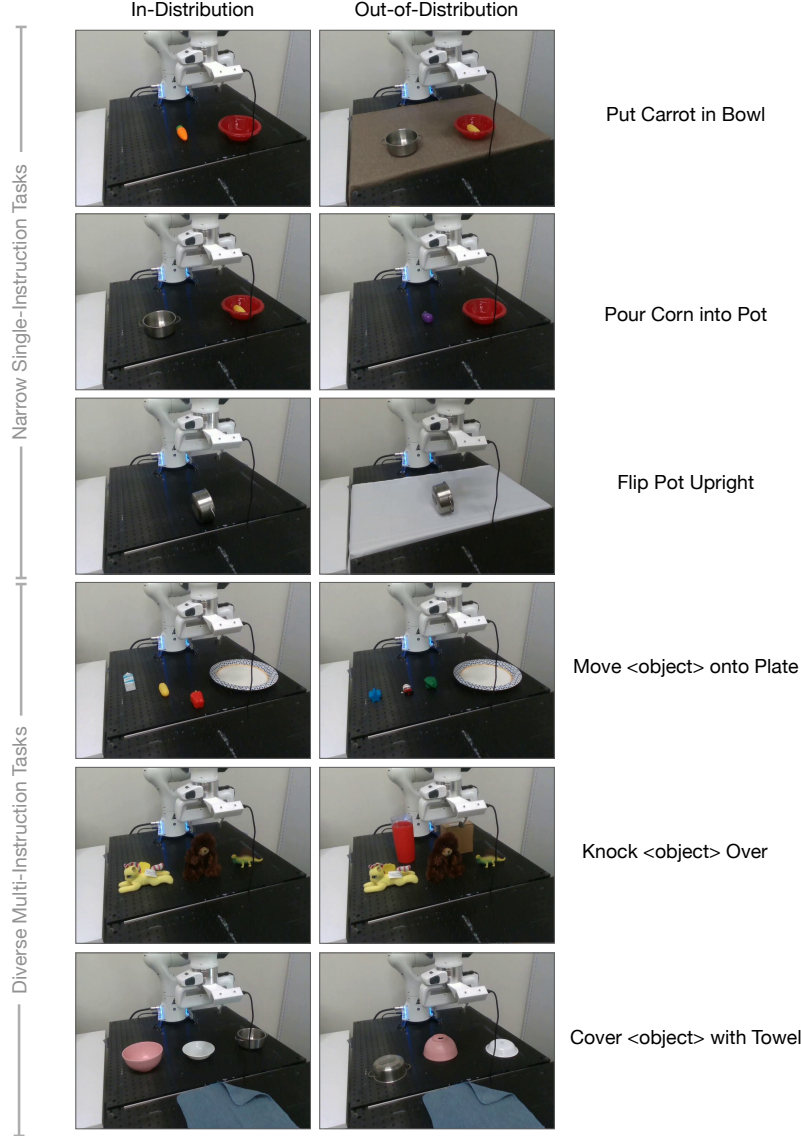 In-Distribution
Out-of-Distribution
Narrow Single-Instruction Tasks
Put Carrot in Bowl
Pour Corn into Pot
Flip Pot Upright
Diverse Multi-Instruction Tasks
Move <object> onto Plate
Knock <object> Over
Cover <object> with Towel